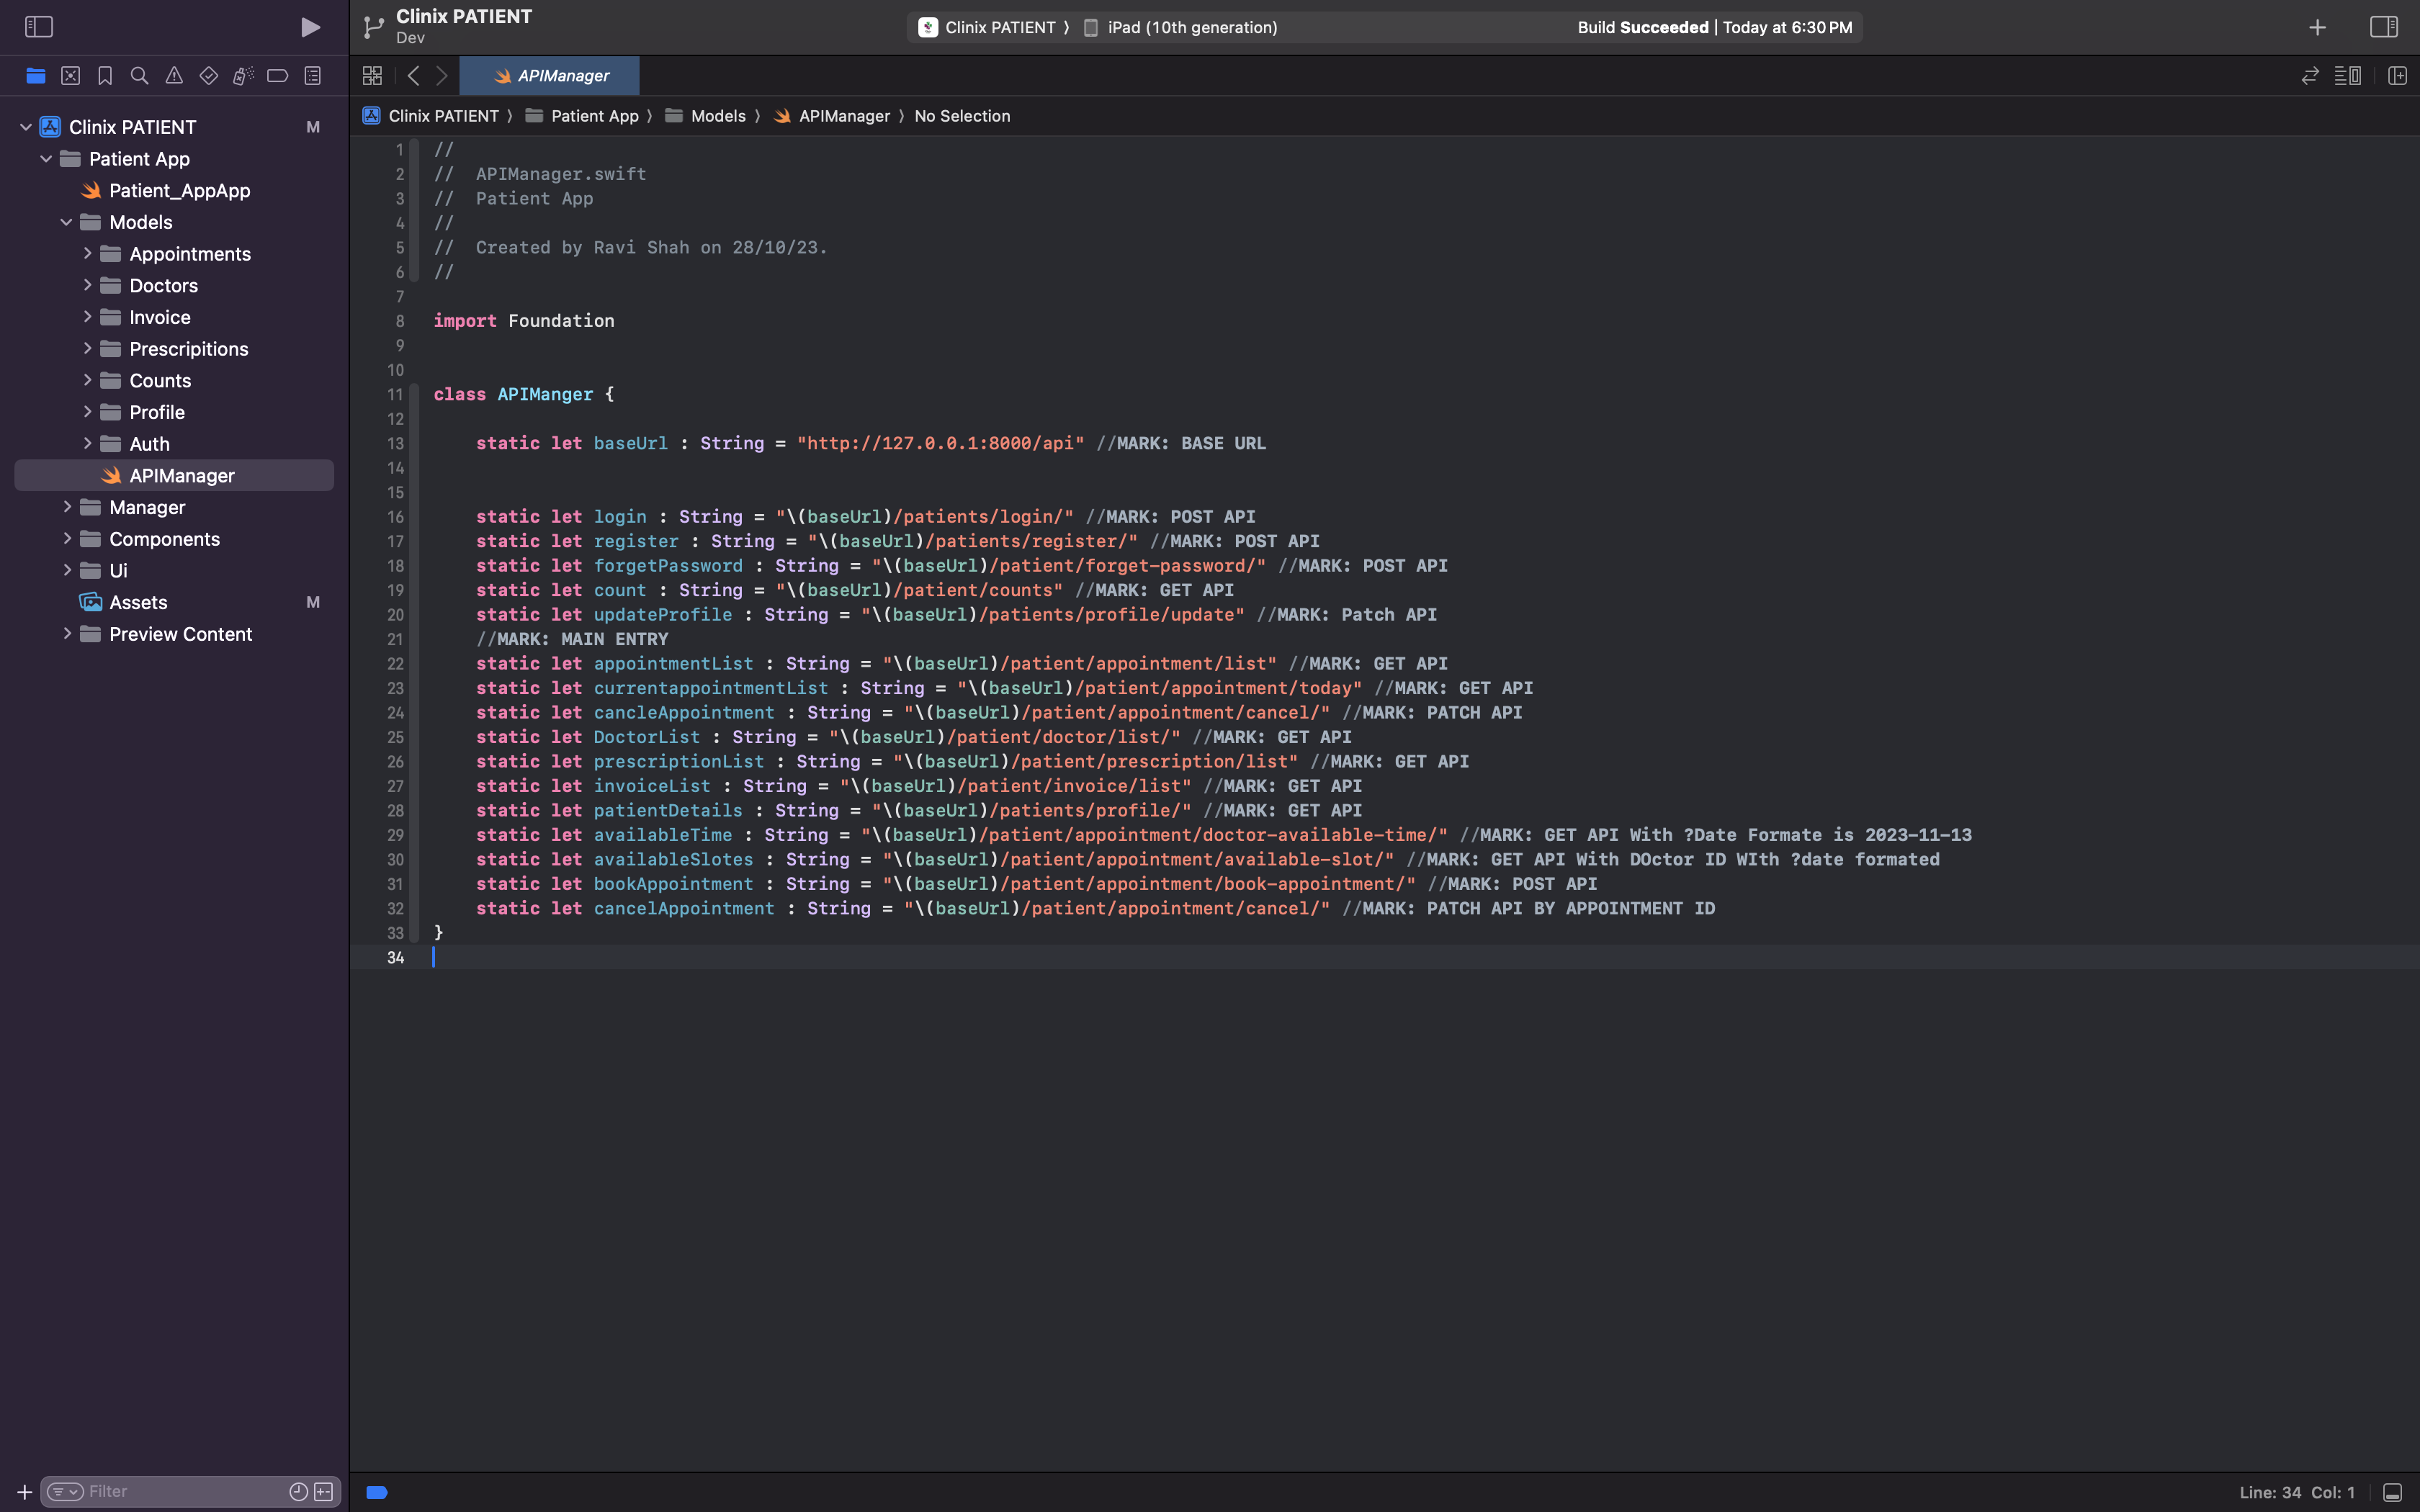 Clinix PATIENT
Dev
Clinix PATIENT ⟩ iPad (10th generation)
Build Succeeded | Today at 6:30 PM
APIManager
Clinix PATIENT ⟩ Patient App ⟩ Models ⟩ APIManager ⟩ No Selection
Clinix PATIENT M
Patient App
Patient_AppApp
Models
Appointments
Doctors
Invoice
Prescripitions
Counts
Profile
Auth
APIManager
Manager
Components
Ui
Assets M
Preview Content
Filter
1 //
2 //  APIManager.swift
3 //  Patient App
4 //
5 //  Created by Ravi Shah on 28/10/23.
6 //
7
8 import Foundation
9
10
11 class APIManger {
12
13     static let baseUrl : String = "http://127.0.0.1:8000/api" //MARK: BASE URL
14
15
16     static let login : String = "\(baseUrl)/patients/login/" //MARK: POST API
17     static let register : String = "\(baseUrl)/patients/register/" //MARK: POST API
18     static let forgetPassword : String = "\(baseUrl)/patient/forget-password/" //MARK: POST API
19     static let count : String = "\(baseUrl)/patient/counts" //MARK: GET API
20     static let updateProfile : String = "\(baseUrl)/patients/profile/update" //MARK: Patch API
21     //MARK: MAIN ENTRY
22     static let appointmentList : String = "\(baseUrl)/patient/appointment/list" //MARK: GET API
23     static let currentappointmentList : String = "\(baseUrl)/patient/appointment/today" //MARK: GET API
24     static let cancleAppointment : String = "\(baseUrl)/patient/appointment/cancel/" //MARK: PATCH API
25     static let DoctorList : String = "\(baseUrl)/patient/doctor/list/" //MARK: GET API
26     static let prescriptionList : String = "\(baseUrl)/patient/prescription/list" //MARK: GET API
27     static let invoiceList : String = "\(baseUrl)/patient/invoice/list" //MARK: GET API
28     static let patientDetails : String = "\(baseUrl)/patients/profile/" //MARK: GET API
29     static let availableTime : String = "\(baseUrl)/patient/appointment/doctor-available-time/" //MARK: GET API With ?Date Formate is 2023-11-13
30     static let availableSlotes : String = "\(baseUrl)/patient/appointment/available-slot/" //MARK: GET API With DOctor ID WIth ?date formated
31     static let bookAppointment : String = "\(baseUrl)/patient/appointment/book-appointment/" //MARK: POST API
32     static let cancelAppointment : String = "\(baseUrl)/patient/appointment/cancel/" //MARK: PATCH API BY APPOINTMENT ID
33 }
34
Line: 34 Col: 1